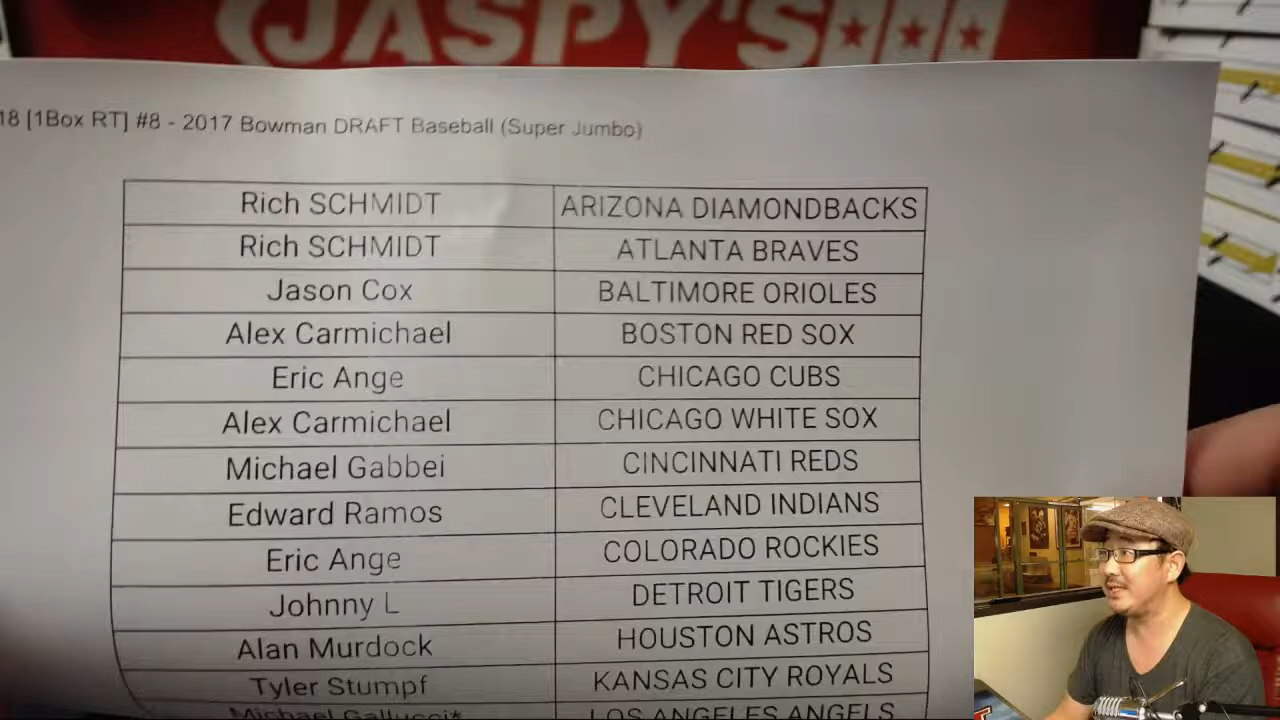 JASPY'S
18 [1Box RT] #8 - 2017 Bowman DRAFT Baseball (Super Jumbo)
Rich SCHMIDT ARIZONA DIAMONDBACKS
Rich SCHMIDT ATLANTA BRAVES
Jason Cox BALTIMORE ORIOLES
Alex Carmichael BOSTON RED SOX
Eric Ange CHICAGO CUBS
Alex Carmichael CHICAGO WHITE SOX
Michael Gabbei CINCINNATI REDS
Edward Ramos CLEVELAND INDIANS
Eric Ange COLORADO ROCKIES
Johnny L DETROIT TIGERS
Alan Murdock HOUSTON ASTROS
Tyler Stumpf KANSAS CITY ROYALS
Michael Gallucci* LOS ANGELES ANGELS